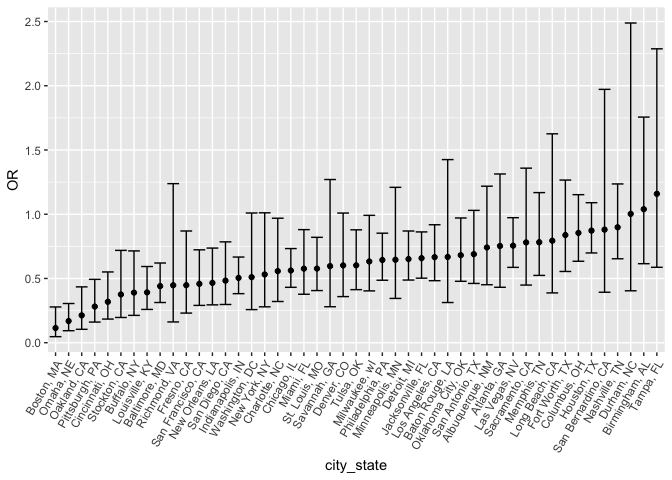 2.5
2.0
1.5
1.0
0.5
0.0
OR
Boston, MA
Omaha, NE
Oakland, CA
Pittsburgh, PA
Cincinnati, OH
Stockton, CA
Buffalo, NY
Louisville, KY
Baltimore, MD
Richmond, VA
Fresno, CA
San Francisco, CA
New Orleans, LA
San Diego, CA
Indianapolis, IN
Washington, DC
New York, NY
Charlotte, NC
Chicago, IL
Miami, FL
St. Louis, MO
Savannah, GA
Denver, CO
Tulsa, OK
Milwaukee, wI
Philadelphia, PA
Minneapolis, MN
Detroit, MI
Jacksonville, FL
Los Angeles, CA
Baton Rouge, LA
Oklahoma City, OK
San Antonio, TX
Albuquerque, NM
Atlanta, GA
Las Vegas, NV
Sacramento, CA
Memphis, TN
Long Beach, CA
Fort Worth, TX
Columbus, OH
Houston, TX
San Bernardino, CA
Nashville, TN
Durham, NC
Birmingham, AL
Tampa, FL
city_state